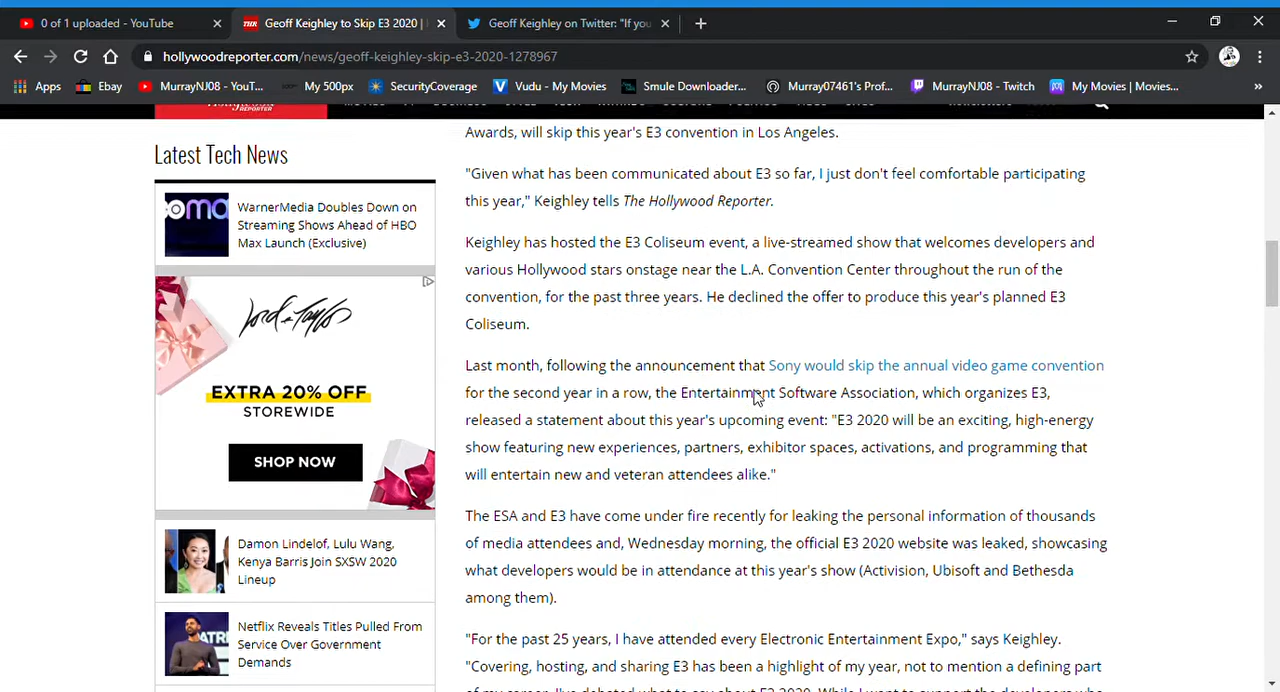 0 of 1 uploaded - YouTube
Geoff Keighley to Skip E3 2020 |
Geoff Keighley on Twitter: "If you
hollywoodreporter.com/news/geoff-keighley-skip-e3-2020-1278967
Apps
Ebay
MurrayNJ08 - YouT...
My 500px
SecurityCoverage
Vudu - My Movies
Smule Downloader...
Murray07461's Prof...
MurrayNJ08 - Twitch
My Movies | Movies...
REPORTER
Latest Tech News
WarnerMedia Doubles Down on
Streaming Shows Ahead of HBO
Max Launch (Exclusive)
Lord & Taylor
EXTRA 20% OFF
STOREWIDE
SHOP NOW
Damon Lindelof, Lulu Wang,
Kenya Barris Join SXSW 2020
Lineup
Netflix Reveals Titles Pulled From
Service Over Government
Demands
Awards, will skip this year's E3 convention in Los Angeles.
"Given what has been communicated about E3 so far, I just don't feel comfortable participating
this year," Keighley tells The Hollywood Reporter.
Keighley has hosted the E3 Coliseum event, a live-streamed show that welcomes developers and
various Hollywood stars onstage near the L.A. Convention Center throughout the run of the
convention, for the past three years. He declined the offer to produce this year's planned E3
Coliseum.
Last month, following the announcement that Sony would skip the annual video game convention
for the second year in a row, the Entertainment Software Association, which organizes E3,
released a statement about this year's upcoming event: "E3 2020 will be an exciting, high-energy
show featuring new experiences, partners, exhibitor spaces, activations, and programming that
will entertain new and veteran attendees alike."
The ESA and E3 have come under fire recently for leaking the personal information of thousands
of media attendees and, Wednesday morning, the official E3 2020 website was leaked, showcasing
what developers would be in attendance at this year's show (Activision, Ubisoft and Bethesda
among them).
"For the past 25 years, I have attended every Electronic Entertainment Expo," says Keighley.
"Covering, hosting, and sharing E3 has been a highlight of my year, not to mention a defining part